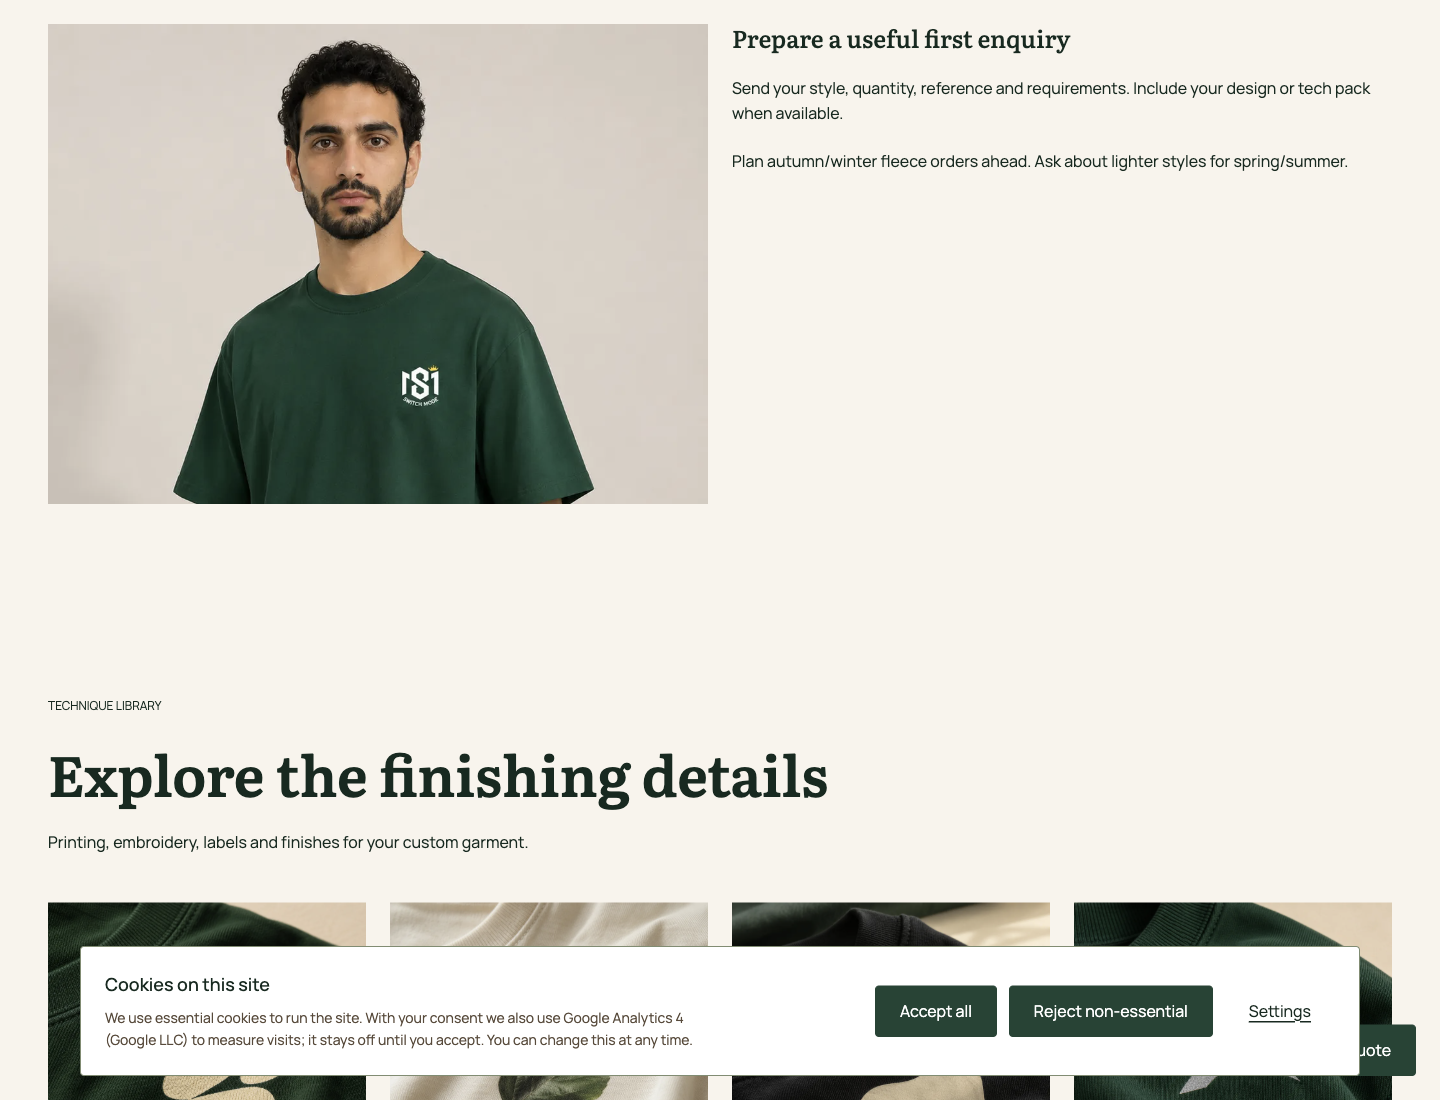 Prepare a useful first enquiry
Send your style, quantity, reference and requirements. Include your design or tech pack
when available.
Plan autumn/winter fleece orders ahead. Ask about lighter styles for spring/summer.
SWITCH MODE
TECHNIQUE LIBRARY
Explore the finishing details
Printing, embroidery, labels and finishes for your custom garment.
Cookies on this site
We use essential cookies to run the site. With your consent we also use Google Analytics 4
(Google LLC) to measure visits; it stays off until you accept. You can change this at any time.
Accept all
Reject non-essential
Settings